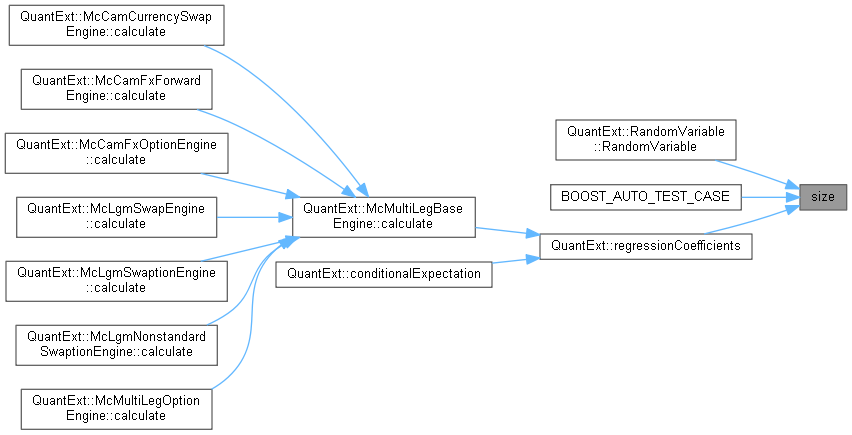 QuantExt::McCamCurrencySwap
Engine::calculate
QuantExt::McCamFxForward
Engine::calculate
QuantExt::McCamFxOptionEngine
::calculate
QuantExt::McLgmSwapEngine
::calculate
QuantExt::McLgmSwaptionEngine
::calculate
QuantExt::McLgmNonstandard
SwaptionEngine::calculate
QuantExt::McMultiLegOption
Engine::calculate
QuantExt::McMultiLegBase
Engine::calculate
QuantExt::conditionalExpectation
QuantExt::RandomVariable
::RandomVariable
BOOST_AUTO_TEST_CASE
QuantExt::regressionCoefficients
size